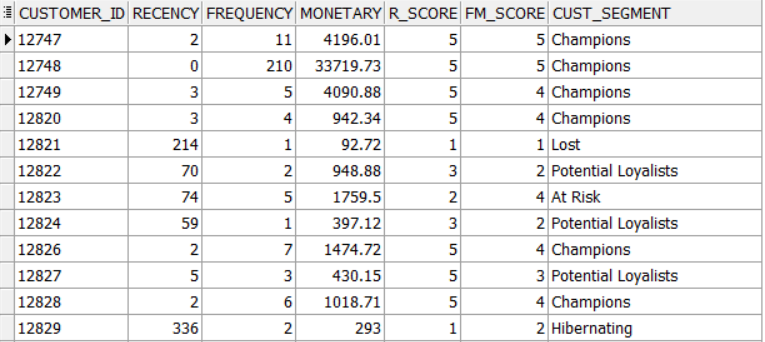 CUSTOMER_ID RECENCY FREQUENCY MONETARY R_SCORE FM_SCORE CUST_SEGMENT
12747 2 11 4196.01 5 5 Champions
12748 0 210 33719.73 5 5 Champions
12749 3 5 4090.88 5 4 Champions
12820 3 4 942.34 5 4 Champions
12821 214 1 92.72 1 1 Lost
12822 70 2 948.88 3 2 Potential Loyalists
12823 74 5 1759.5 2 4 At Risk
12824 59 1 397.12 3 2 Potential Loyalists
12826 2 7 1474.72 5 4 Champions
12827 5 3 430.15 5 3 Potential Loyalists
12828 2 6 1018.71 5 4 Champions
12829 336 2 293 1 2 Hibernating